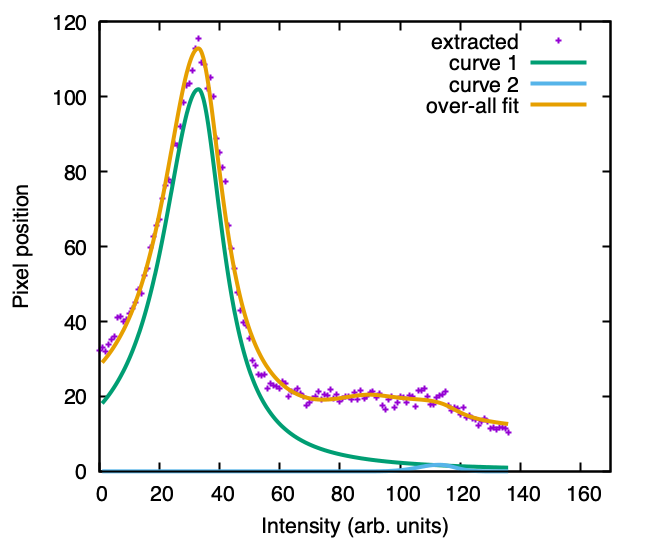 120
100
80
60
40
20
0
Pixel position
extracted
curve 1
curve 2
over-all fit
0 20 40 60 80 100 120 140 160
Intensity (arb. units)